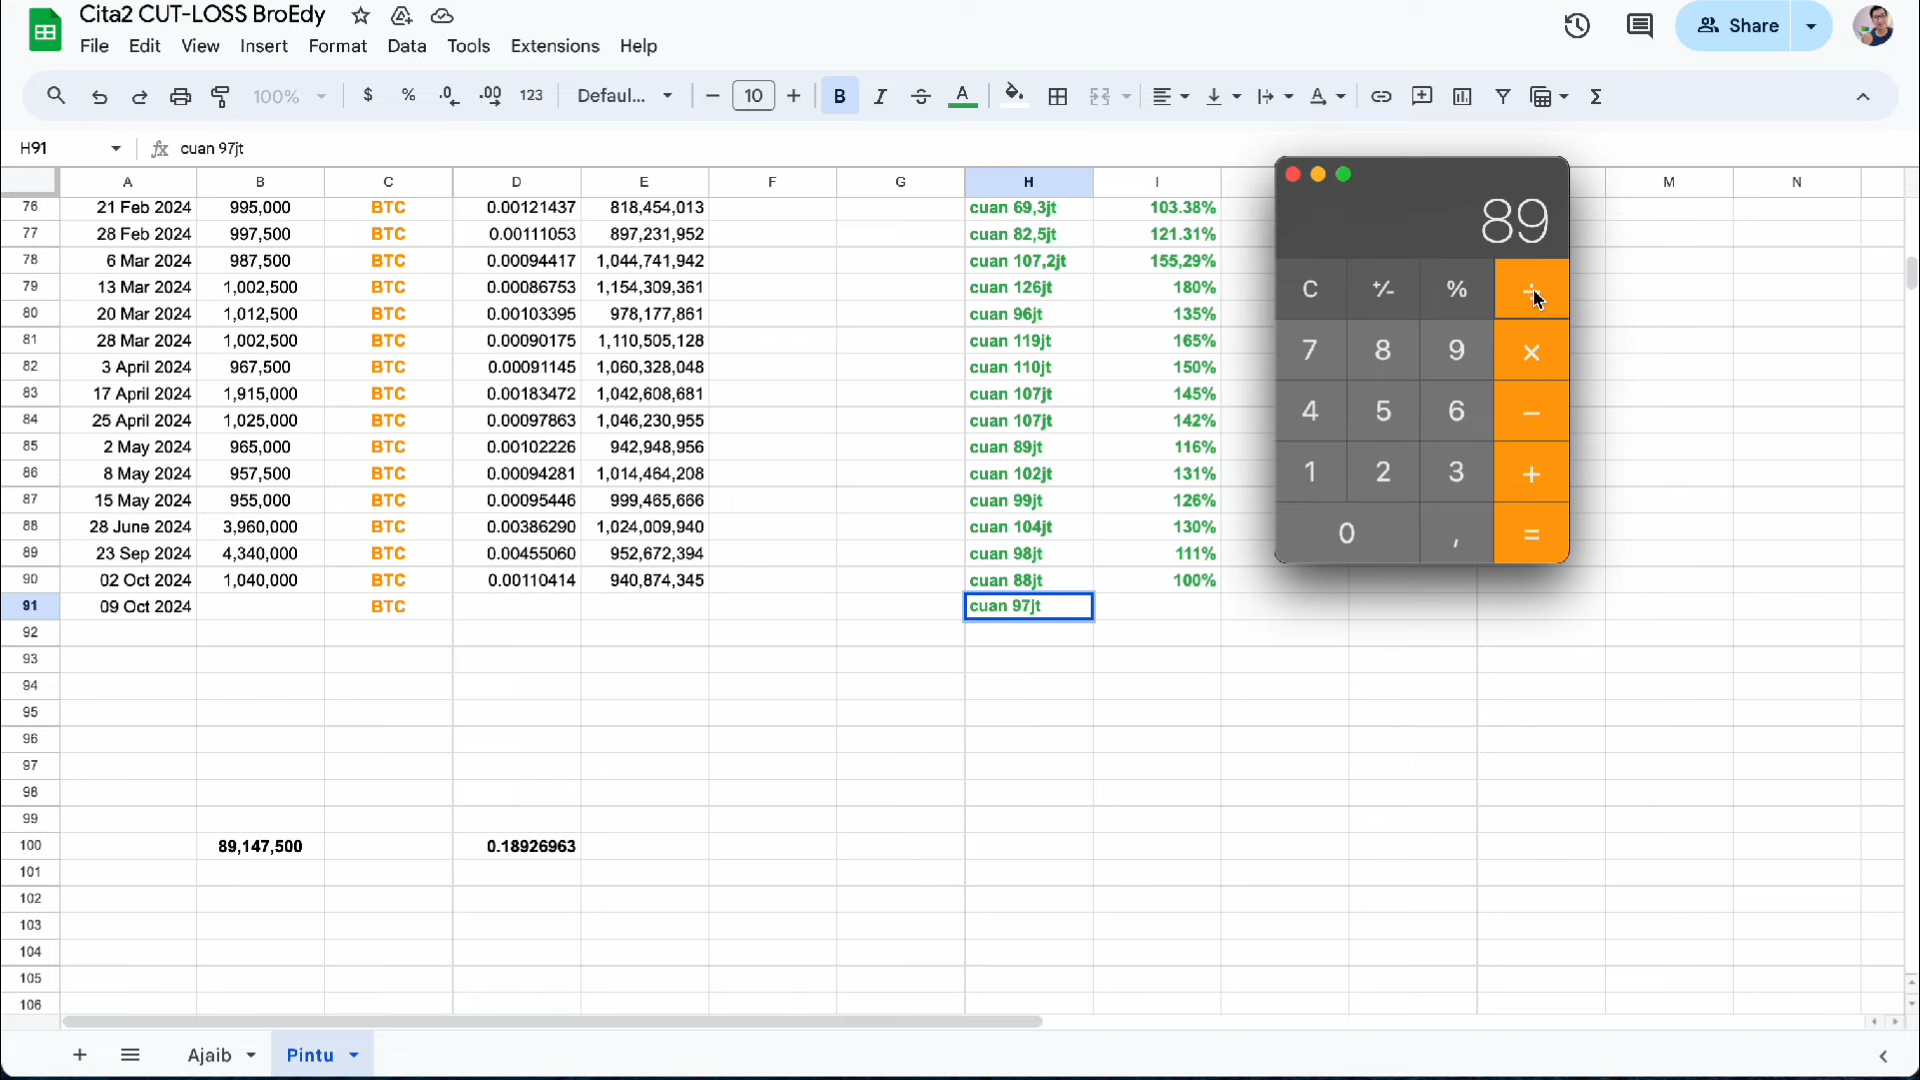 Cita2 CUT-LOSS BroEdy
File Edit View Insert Format Data Tools Extensions Help
Share
100% $ % .0 .00 123 Defaul... 10 B I S A
H91 fx cuan 97jt
A B C D E F G H I M N
76 21 Feb 2024 995,000 BTC 0.00121437 818,454,013 cuan 69,3jt 103.38%
77 28 Feb 2024 997,500 BTC 0.00111053 897,231,952 cuan 82,5jt 121.31%
78 6 Mar 2024 987,500 BTC 0.00094417 1,044,741,942 cuan 107,2jt 155,29%
79 13 Mar 2024 1,002,500 BTC 0.00086753 1,154,309,361 cuan 126jt 180%
80 20 Mar 2024 1,012,500 BTC 0.00103395 978,177,861 cuan 96jt 135%
81 28 Mar 2024 1,002,500 BTC 0.00090175 1,110,505,128 cuan 119jt 165%
82 3 April 2024 967,500 BTC 0.00091145 1,060,328,048 cuan 110jt 150%
83 17 April 2024 1,915,000 BTC 0.00183472 1,042,608,681 cuan 107jt 145%
84 25 April 2024 1,025,000 BTC 0.00097863 1,046,230,955 cuan 107jt 142%
85 2 May 2024 965,000 BTC 0.00102226 942,948,956 cuan 89jt 116%
86 8 May 2024 957,500 BTC 0.00094281 1,014,464,208 cuan 102jt 131%
87 15 May 2024 955,000 BTC 0.00095446 999,465,666 cuan 99jt 126%
88 28 June 2024 3,960,000 BTC 0.00386290 1,024,009,940 cuan 104jt 130%
89 23 Sep 2024 4,340,000 BTC 0.00455060 952,672,394 cuan 98jt 111%
90 02 Oct 2024 1,040,000 BTC 0.00110414 940,874,345 cuan 88jt 100%
91 09 Oct 2024 BTC cuan 97jt
92
93
94
95
96
97
98
99
100 89,147,500 0.18926963
101
102
103
104
105
106
89
C +/- % ÷
7 8 9 ×
4 5 6 −
1 2 3 +
0 , =
+ Ajaib Pintu